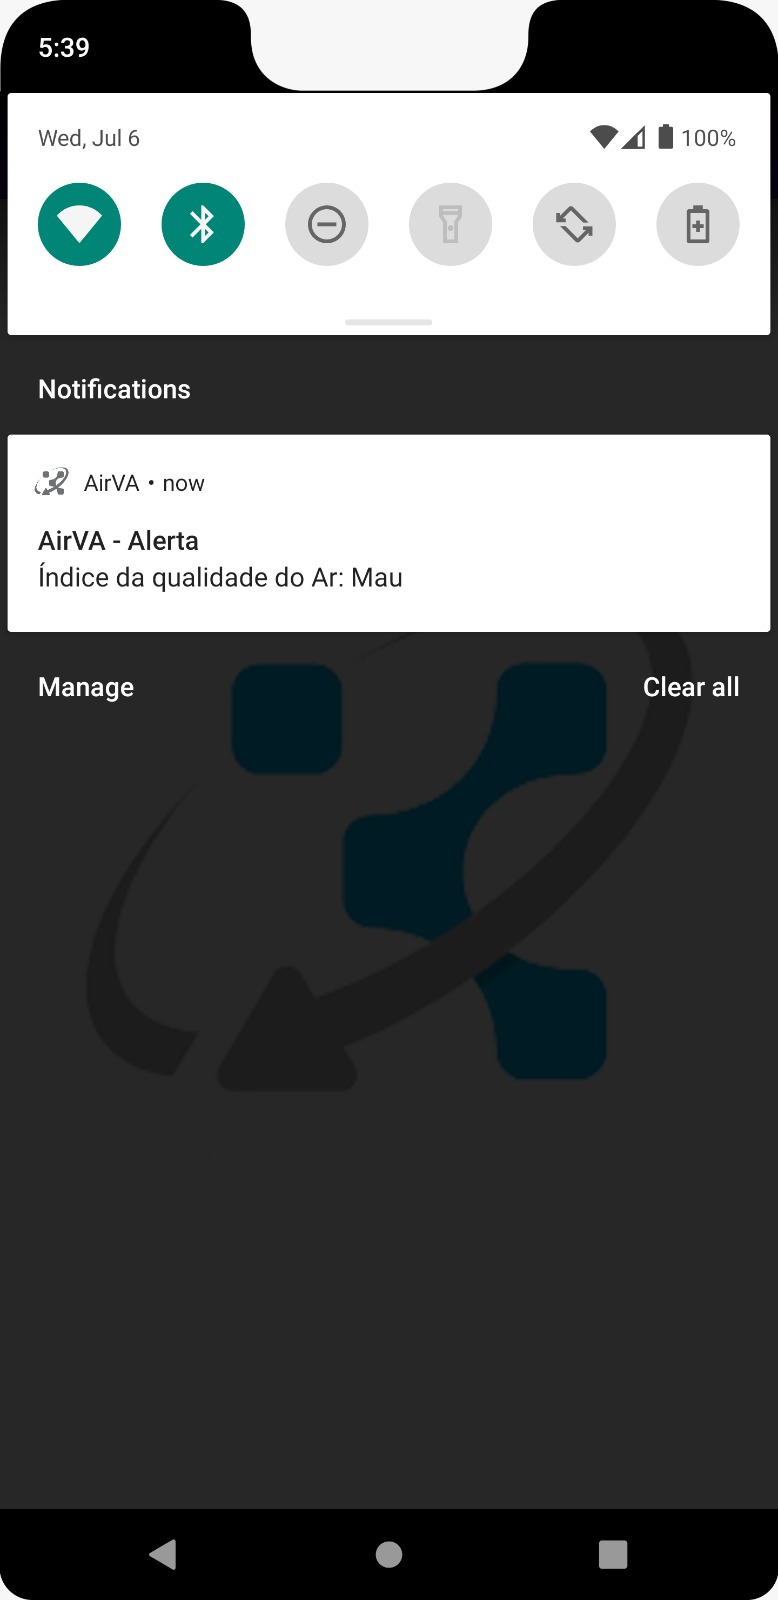 5:39
Wed, Jul 6
100%
Notifications
AirVA • now
AirVA - Alerta
Índice da qualidade do Ar: Mau
Manage
Clear all